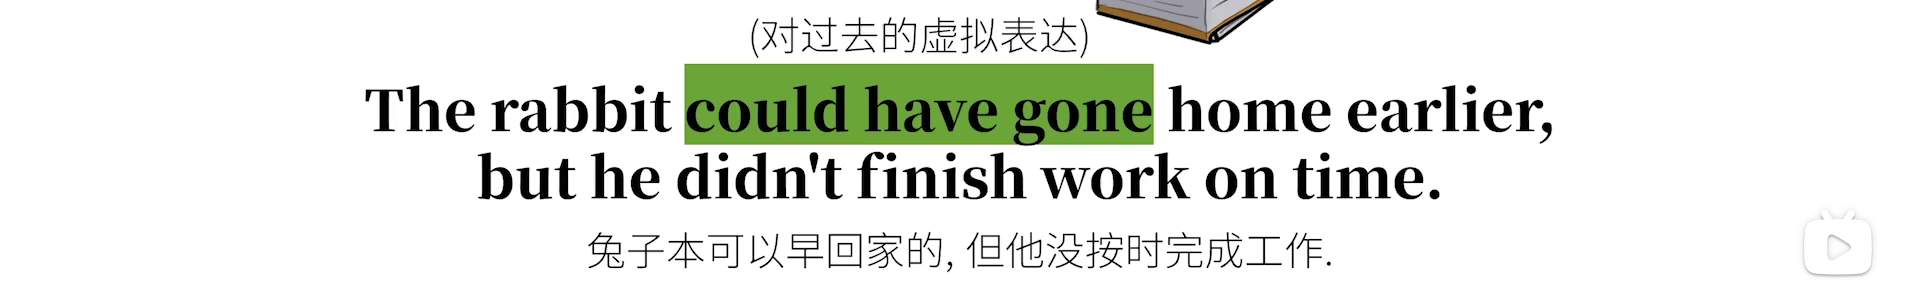 (对过去的虚拟表达)
The rabbit could have gone home earlier,
but he didn't finish work on time.
兔子本可以早回家的, 但他没按时完成工作.